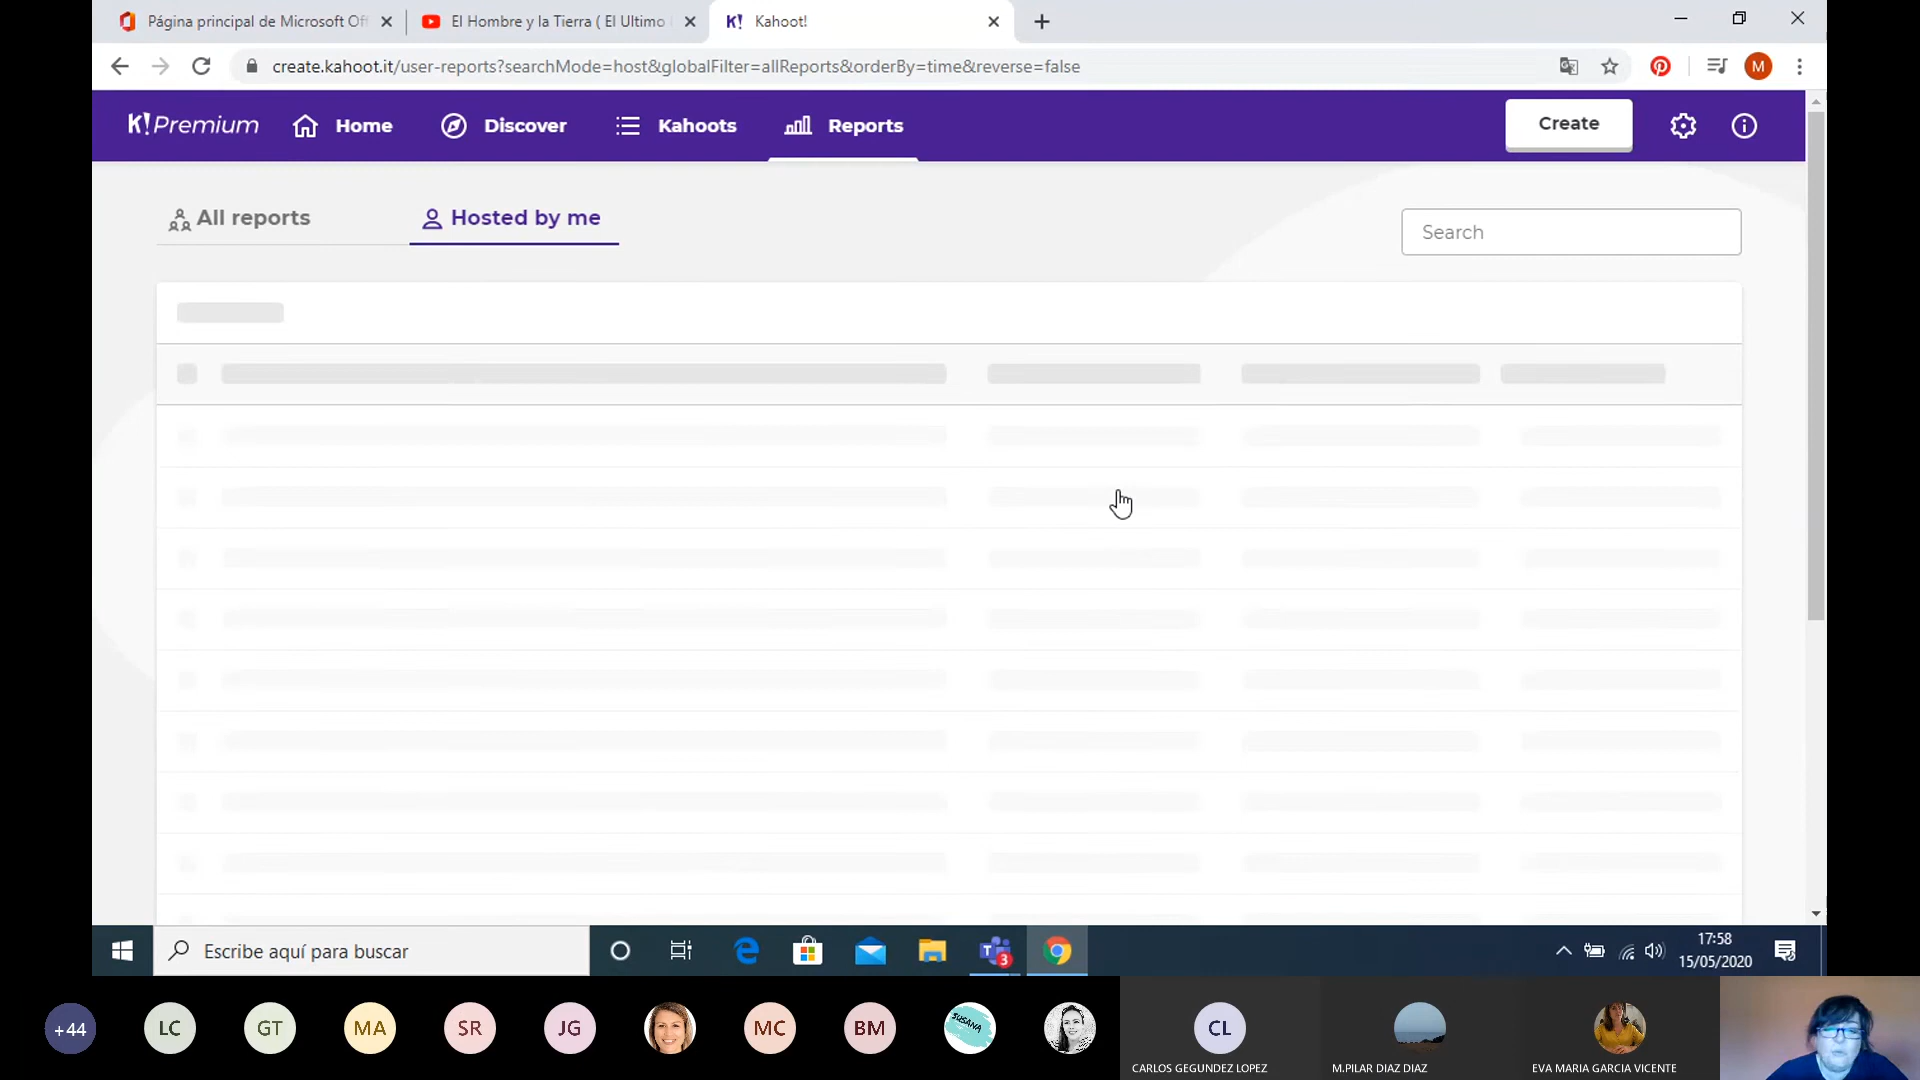 Página principal de Microsoft Off
El Hombre y la Tierra ( El Ultimo
K! Kahoot!
create.kahoot.it/user-reports?searchMode=host&globalFilter=allReports&orderBy=time&reverse=false
M
K! Premium
Home
Discover
Kahoots
Reports
Create
All reports
Hosted by me
Search
Escribe aquí para buscar
T
3
17:58
15/05/2020
+44
LC
GT
MA
SR
JG
MC
BM
SUSANA
CL
CARLOS GEGUNDEZ LOPEZ
M.PILAR DIAZ DIAZ
EVA MARIA GARCIA VICENTE